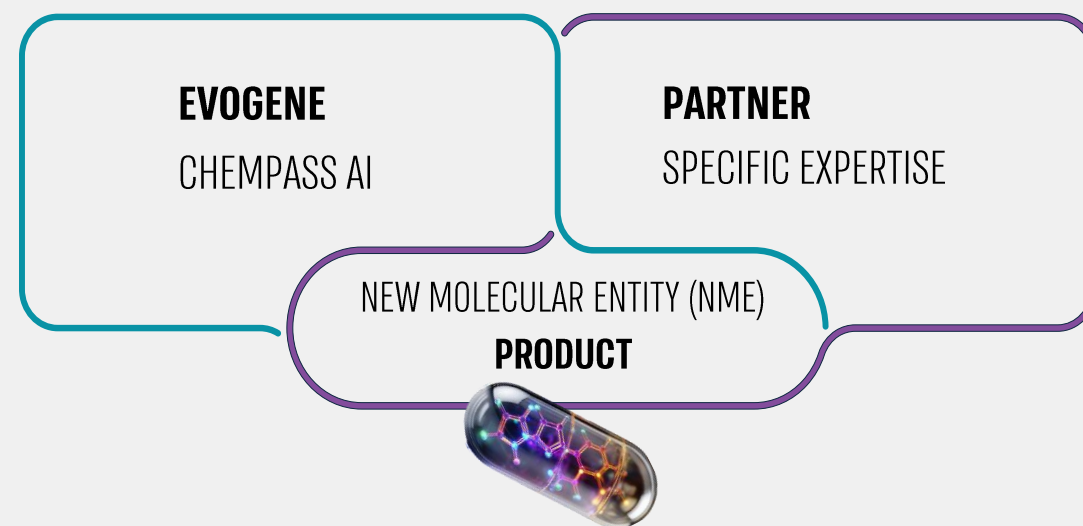 EVOGENE
CHEMPASS AI
PARTNER
SPECIFIC EXPERTISE
NEW MOLECULAR ENTITY (NME)
PRODUCT